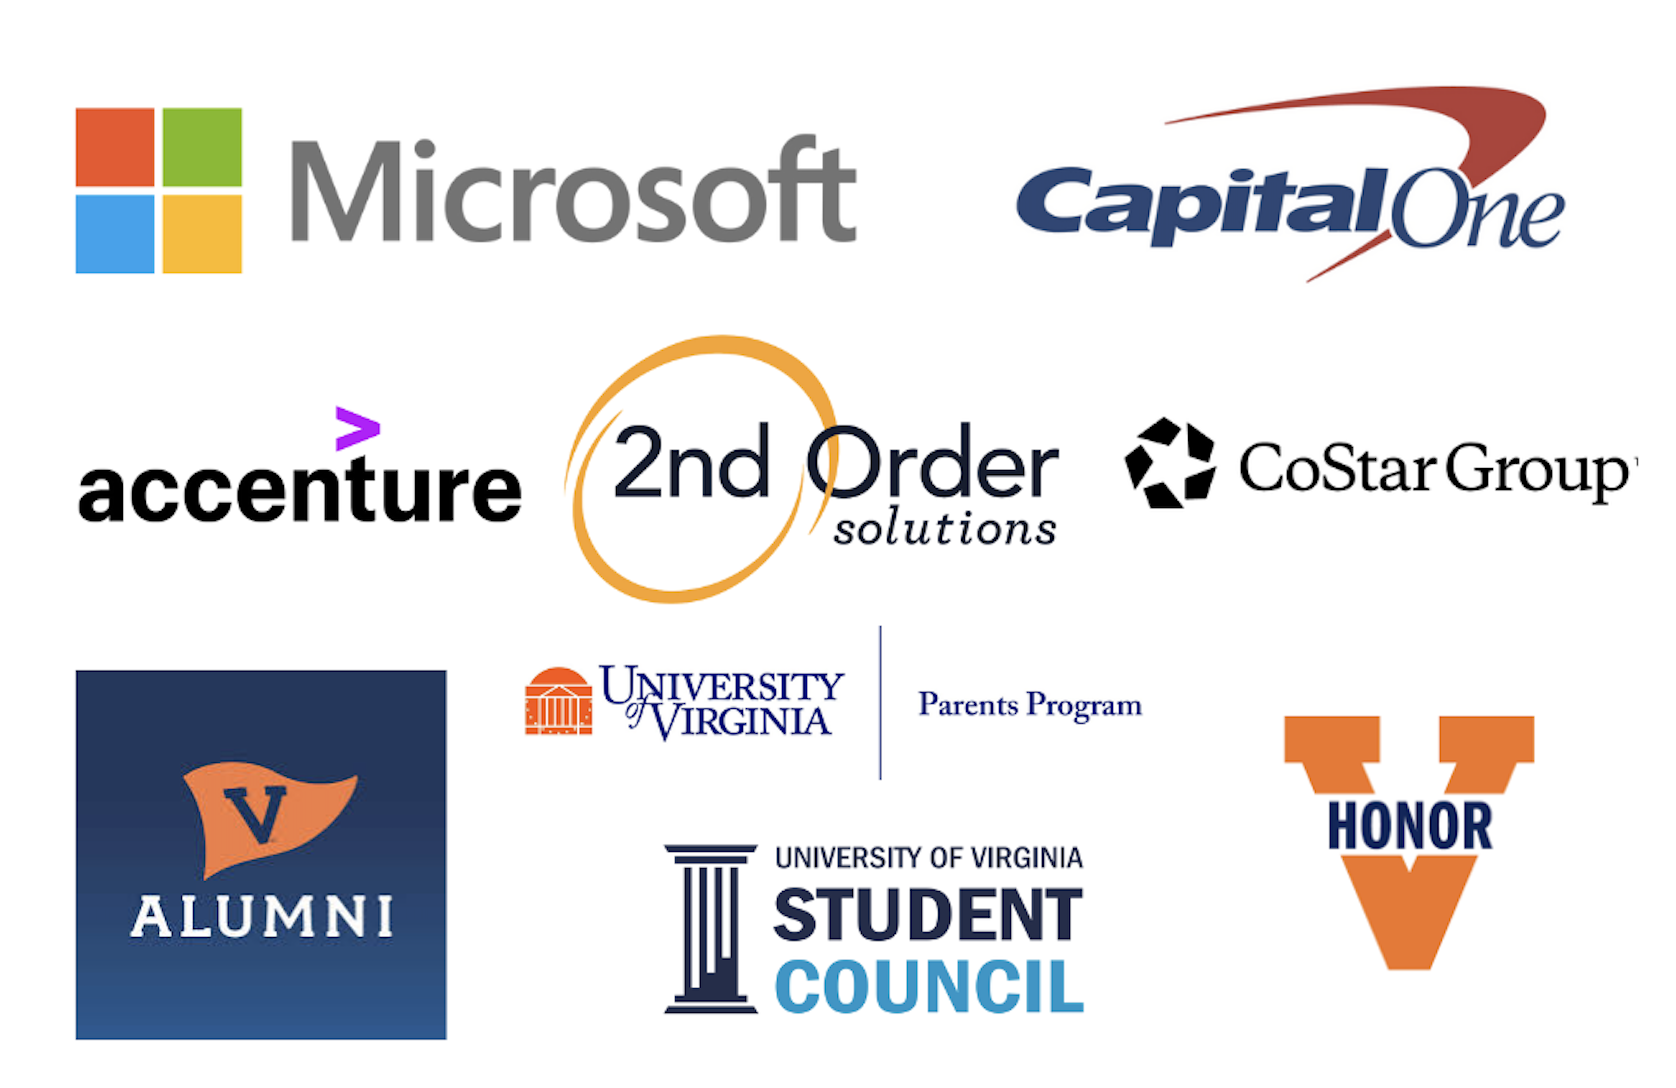 Microsoft
CapitalOne
>
accenture
2nd Order
solutions
CoStar Group
UNIVERSITY
of VIRGINIA
Parents Program
V
ALUMNI
UNIVERSITY OF VIRGINIA
STUDENT
COUNCIL
V
HONOR